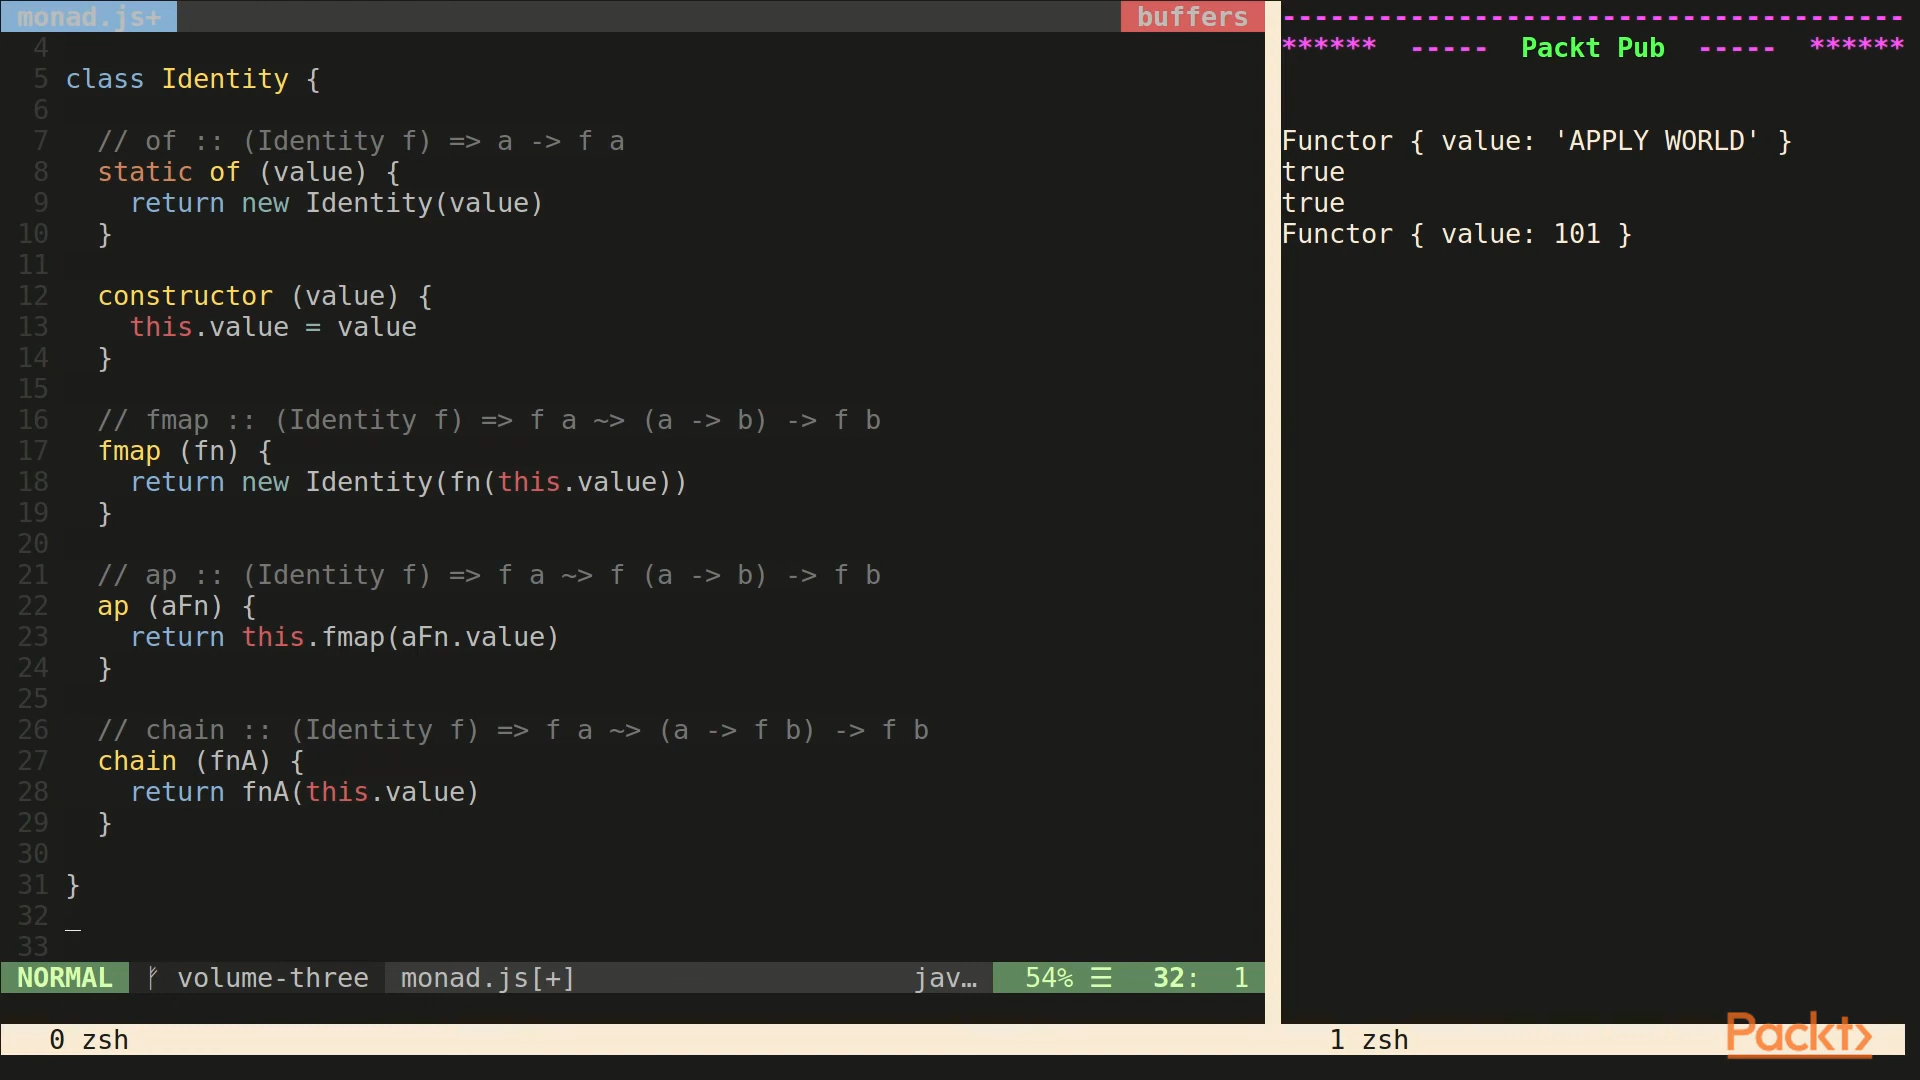 monad.js+ buffers
4
5 class Identity {
6
7   // of :: (Identity f) => a -> f a
8   static of (value) {
9     return new Identity(value)
10   }
11
12   constructor (value) {
13     this.value = value
14   }
15
16   // fmap :: (Identity f) => f a ~> (a -> b) -> f b
17   fmap (fn) {
18     return new Identity(fn(this.value))
19   }
20
21   // ap :: (Identity f) => f a ~> f (a -> b) -> f b
22   ap (aFn) {
23     return this.fmap(aFn.value)
24   }
25
26   // chain :: (Identity f) => f a ~> (a -> f b) -> f b
27   chain (fnA) {
28     return fnA(this.value)
29   }
30
31 }
32
33
NORMAL volume-three monad.js[+] jav… 54% ☰ 32: 1
---------------------------------------
****** ----- Packt Pub ----- ******
Functor { value: 'APPLY WORLD' }
true
true
Functor { value: 101 }
0 zsh
1 zsh
Packt>